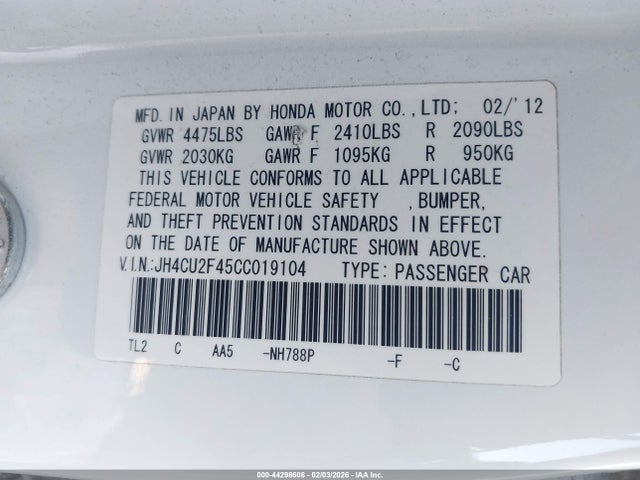 MFD. IN JAPAN BY HONDA MOTOR CO.,LTD; 02/'12
GVWR 4475LBS GAWR F 2410LBS R 2090LBS
GVWR 2030KG GAWR F 1095KG R 950KG
THIS VEHICLE CONFORMS TO ALL APPLICABLE
FEDERAL MOTOR VEHICLE SAFETY ,BUMPER,
AND THEFT PREVENTION STANDARDS IN EFFECT
ON THE DATE OF MANUFACTURE SHOWN ABOVE.
V.I.N.:JH4CU2F45CC019104 TYPE: PASSENGER CAR
TL2 C AA5 -NH788P -F -C
000-44298608 - 02/03/2026 - IAA Inc.